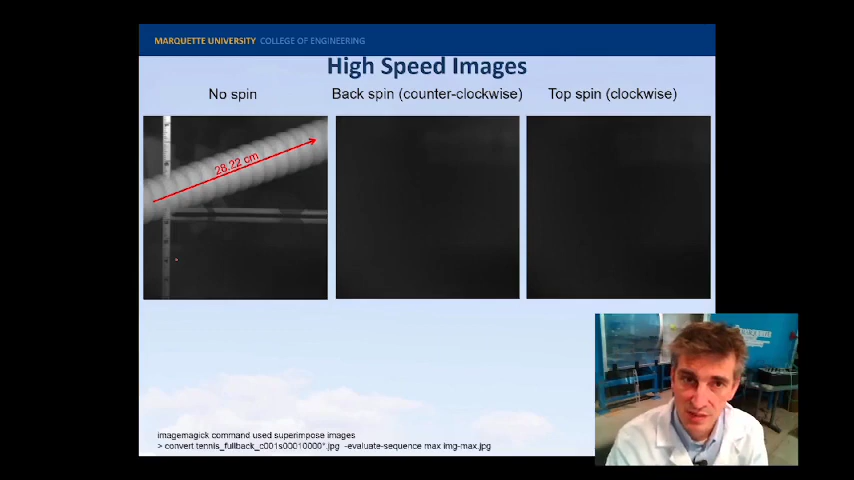 MARQUETTE UNIVERSITY COLLEGE OF ENGINEERING
High Speed Images
No spin
Back spin (counter-clockwise)
Top spin (clockwise)
28.22 cm
imagemagick command used superimpose images
> convert tennis_fullback_c001s00010000*.jpg -evaluate-sequence max img-max.jpg